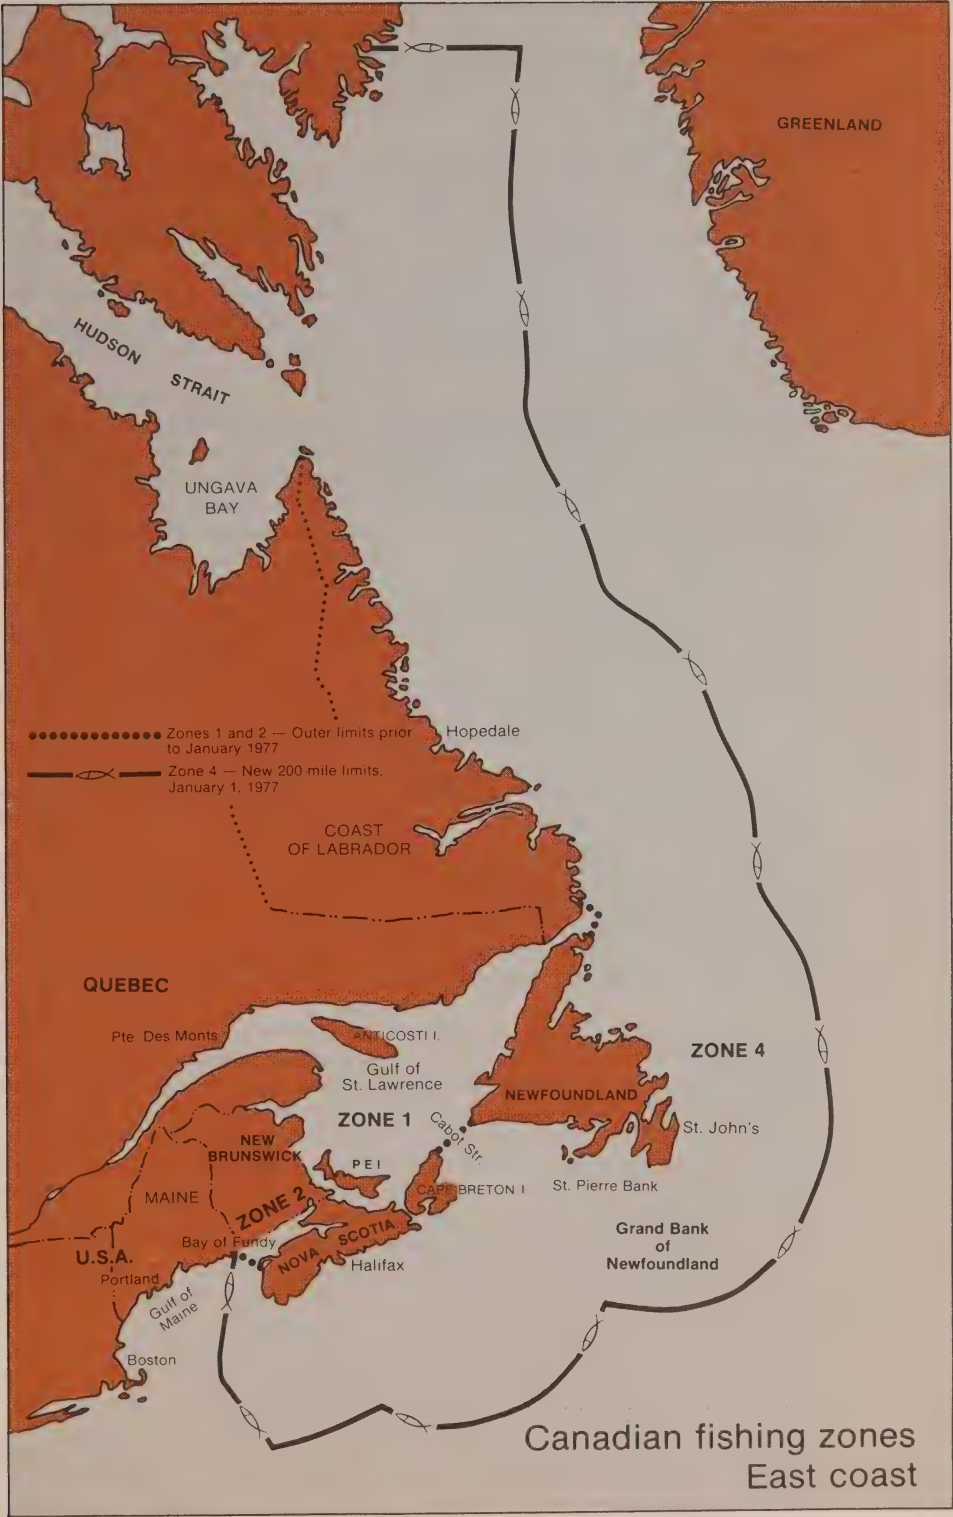 GREENLAND
HUDSON
STRAIT
UNGAVA
BAY
Hopedale
Zones 1 and 2 — Outer limits prior
to January 1977
Zone 4 — New 200 mile limits,
January 1, 1977
COAST
OF LABRADOR
QUEBEC
Pte. Des Monts
ANTICOSTI I.
Gulf of
St. Lawrence
ZONE 4
NEWFOUNDLAND
ZONE 1
Cabot Str.
St. John's
NEW
BRUNSWICK
PEI
MAINE
CAPE BRETON I
St. Pierre Bank
ZONE 2
Grand Bank
of
Newfoundland
Bay of Fundy
NOVA SCOTIA
U.S.A.
Halifax
Portland
Gulf of
Maine
Boston
Canadian fishing zones
East coast